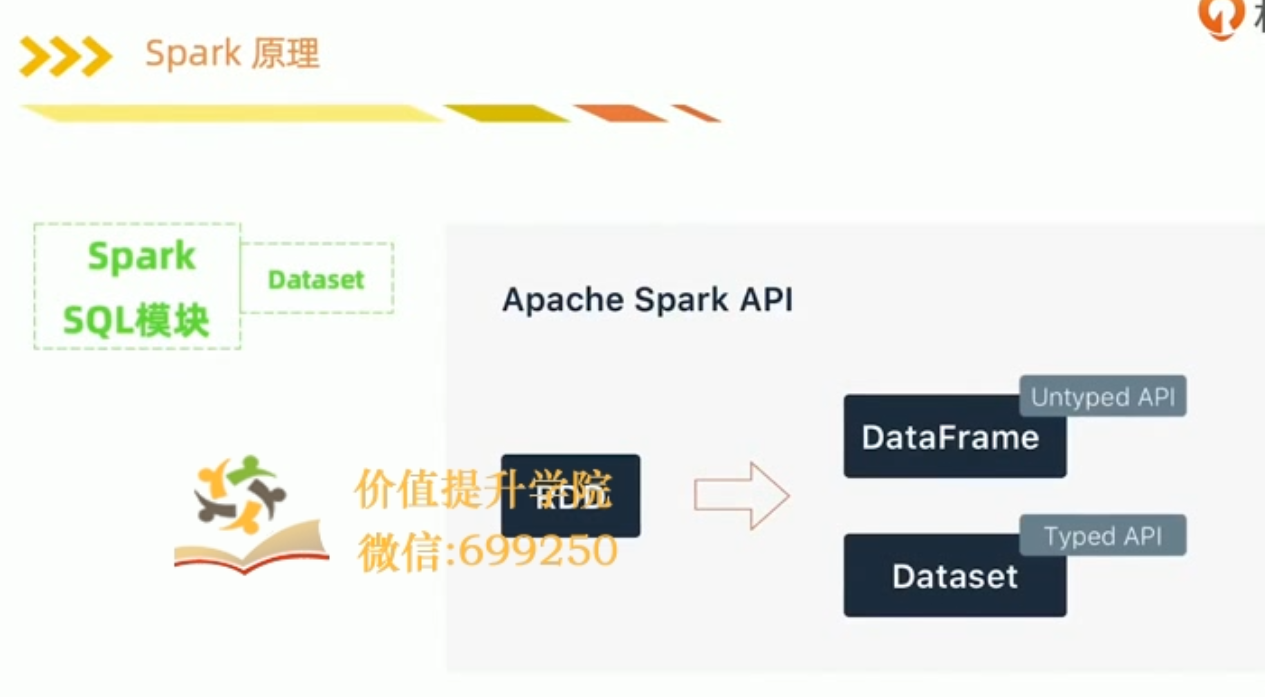 Spark 原理
Spark
SQL模块
Dataset
Apache Spark API
Untyped API
DataFrame
RDD
Typed API
Dataset
价值提升学院
微信:699250